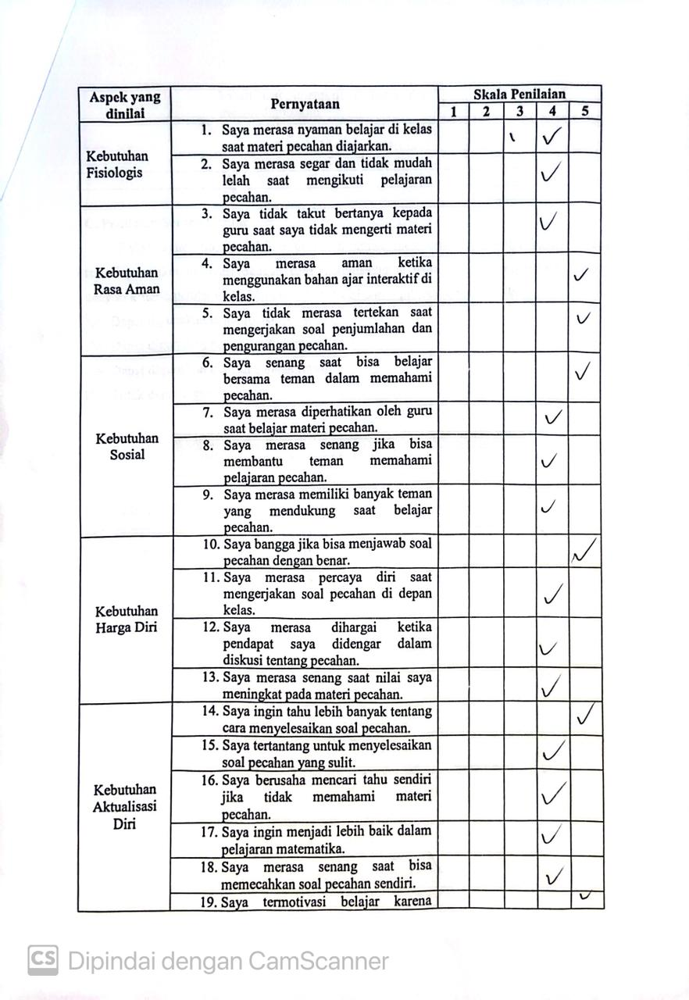 Aspek yang dinilai Pernyataan Skala Penilaian
1 2 3 4 5
Kebutuhan
Fisiologis
1. Saya merasa nyaman belajar di kelas
saat materi pecahan diajarkan.
✓
2. Saya merasa segar dan tidak mudah
lelah saat mengikuti pelajaran
pecahan.
✓
Kebutuhan
Rasa Aman
3. Saya tidak takut bertanya kepada
guru saat saya tidak mengerti materi
pecahan.
✓
4. Saya merasa aman ketika
menggunakan bahan ajar interaktif di
kelas.
✓
5. Saya tidak merasa tertekan saat
mengerjakan soal penjumlahan dan
pengurangan pecahan.
✓
Kebutuhan
Sosial
6. Saya senang saat bisa belajar
bersama teman dalam memahami
pecahan.
✓
7. Saya merasa diperhatikan oleh guru
saat belajar materi pecahan.
✓
8. Saya merasa senang jika bisa
membantu teman memahami
pelajaran pecahan.
✓
9. Saya merasa memiliki banyak teman
yang mendukung saat belajar
pecahan.
✓
Kebutuhan
Harga Diri
10. Saya bangga jika bisa menjawab soal
pecahan dengan benar.
✓
11. Saya merasa percaya diri saat
mengerjakan soal pecahan di depan
kelas.
✓
12. Saya merasa dihargai ketika
pendapat saya didengar dalam
diskusi tentang pecahan.
✓
13. Saya merasa senang saat nilai saya
meningkat pada materi pecahan.
✓
Kebutuhan
Aktualisasi
Diri
14. Saya ingin tahu lebih banyak tentang
cara menyelesaikan soal pecahan.
✓
15. Saya tertantang untuk menyelesaikan
soal pecahan yang sulit.
✓
16. Saya berusaha mencari tahu sendiri
jika tidak memahami materi
pecahan.
✓
17. Saya ingin menjadi lebih baik dalam
pelajaran matematika.
✓
18. Saya merasa senang saat bisa
memecahkan soal pecahan sendiri.
✓
19. Saya termotivasi belajar karena
✓
CS Dipindai dengan CamScanner